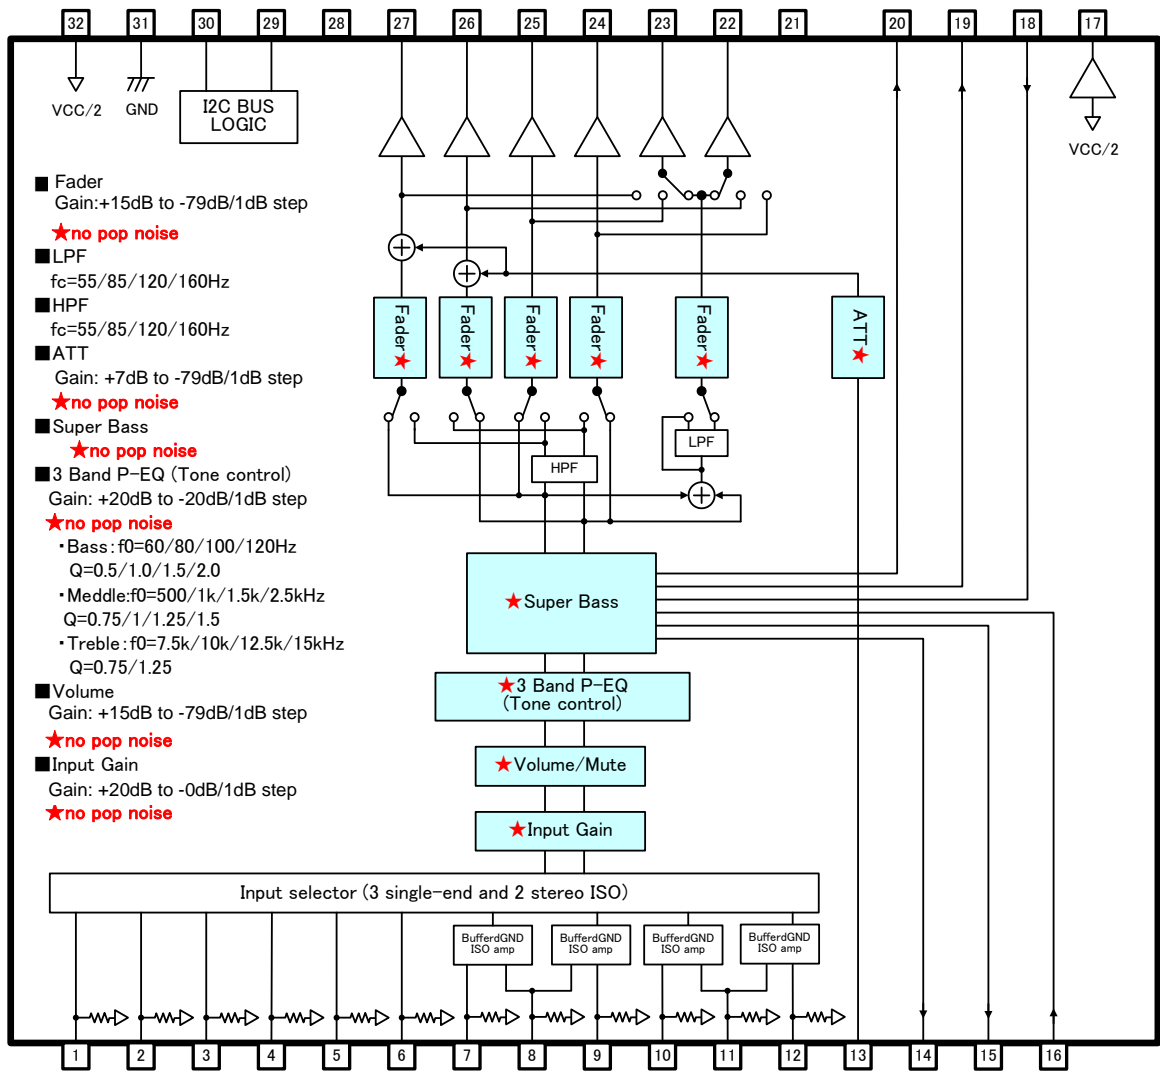 32 31 30 29 28 27 26 25 24 23 22 21 20 19 18 17
VCC/2
GND
I2C BUS
LOGIC
VCC/2
■ Fader
Gain:+15dB to -79dB/1dB step
★no pop noise
■LPF
fc=55/85/120/160Hz
■HPF
fc=55/85/120/160Hz
■ATT
Gain: +7dB to -79dB/1dB step
★no pop noise
■Super Bass
★no pop noise
■3 Band P-EQ (Tone control)
Gain: +20dB to -20dB/1dB step
★no pop noise
・Bass:f0=60/80/100/120Hz
Q=0.5/1.0/1.5/2.0
・Meddle:f0=500/1k/1.5k/2.5kHz
Q=0.75/1/1.25/1.5
・Treble:f0=7.5k/10k/12.5k/15kHz
Q=0.75/1.25
■Volume
Gain: +15dB to -79dB/1dB step
★no pop noise
■Input Gain
Gain: +20dB to -0dB/1dB step
★no pop noise
Fader★
Fader★
Fader★
Fader★
Fader★
ATT★
LPF
HPF
★Super Bass
★3 Band P-EQ
(Tone control)
★Volume/Mute
★Input Gain
Input selector (3 single-end and 2 stereo ISO)
BufferdGND
ISO amp
BufferdGND
ISO amp
BufferdGND
ISO amp
BufferdGND
ISO amp
1 2 3 4 5 6 7 8 9 10 11 12 13 14 15 16